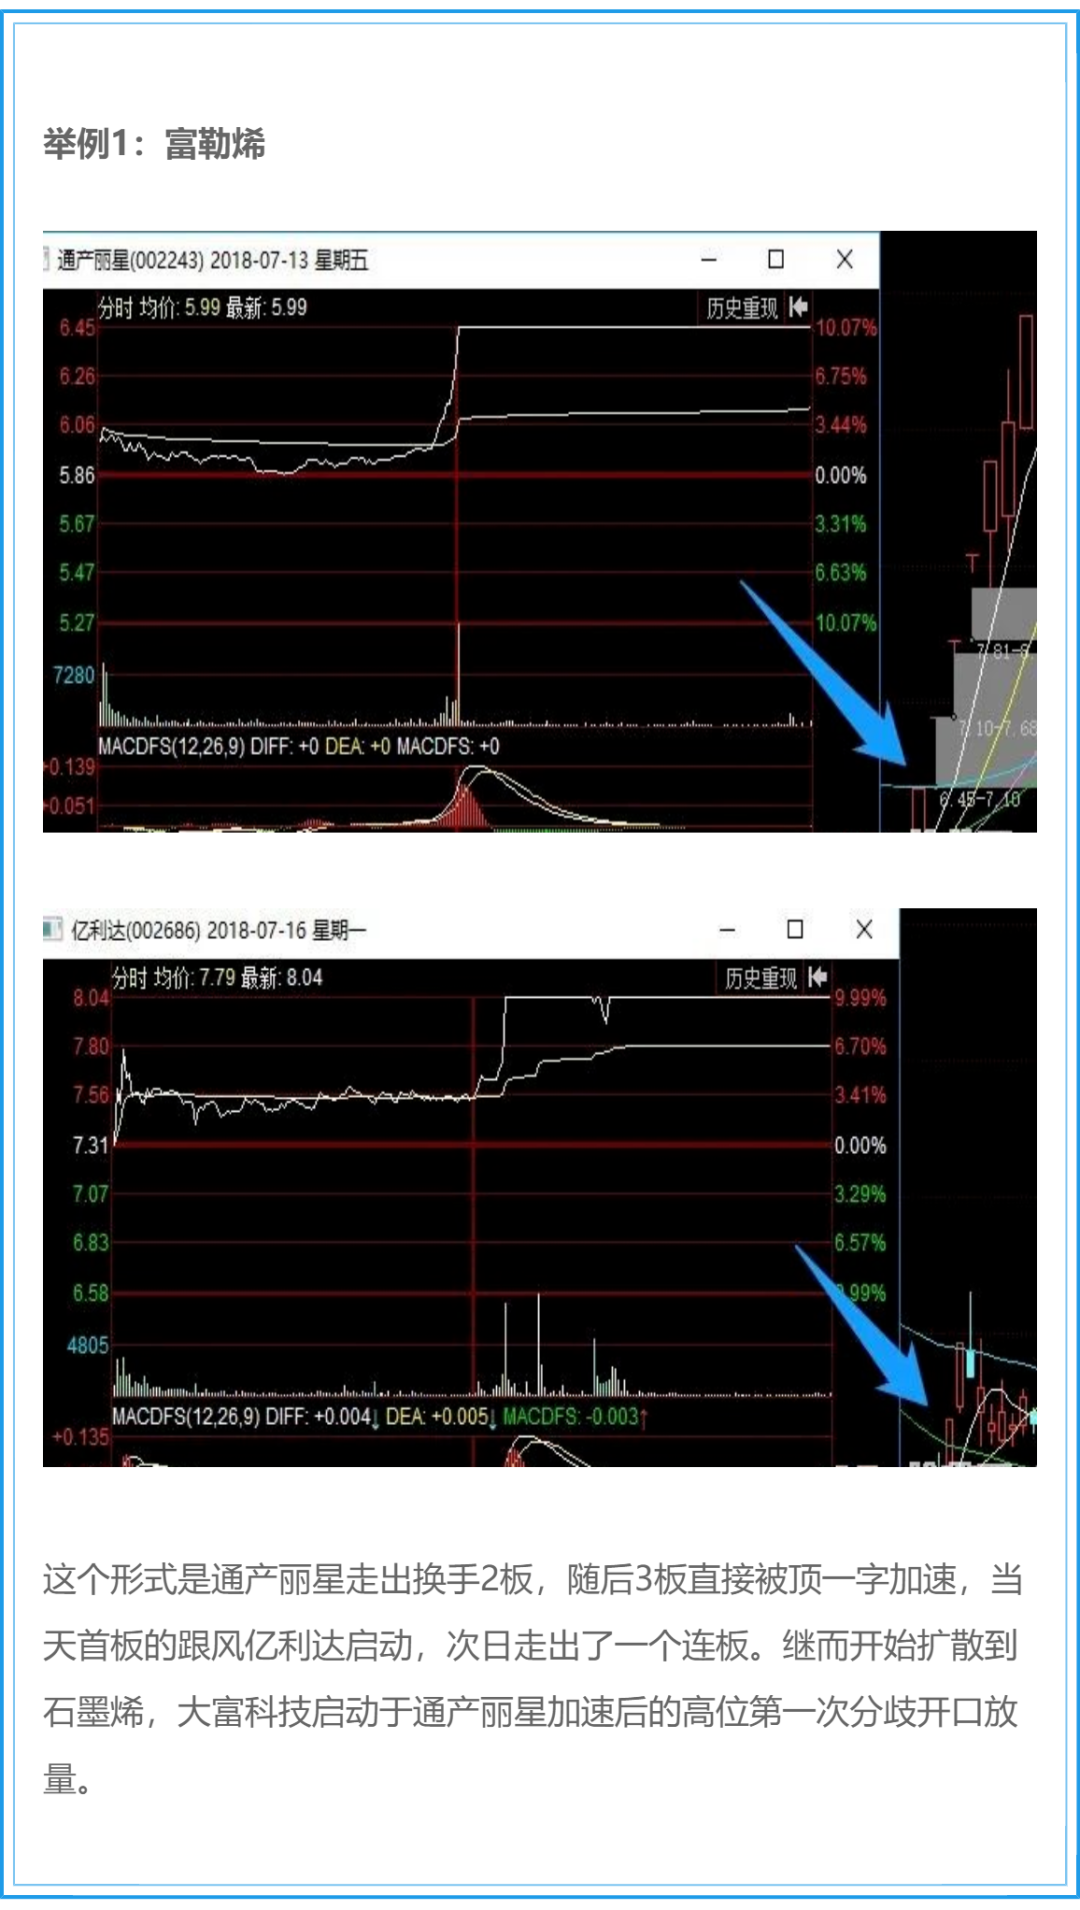 举例1：富勒烯
通产丽星(002243) 2018-07-13 星期五
分时 均价: 5.99 最新: 5.99 历史重现
6.45 10.07%
6.26 6.75%
6.06 3.44%
5.86 0.00%
5.67 3.31%
5.47 6.63%
5.27 10.07%
7280
7.81-8.
7.10-7.68
6.45-7.10
MACDFS(12,26,9) DIFF: +0 DEA: +0 MACDFS: +0
+0.139
+0.051
亿利达(002686) 2018-07-16 星期一
分时 均价: 7.79 最新: 8.04 历史重现
8.04 9.99%
7.80 6.70%
7.56 3.41%
7.31 0.00%
7.07 3.29%
6.83 6.57%
6.58 9.99%
4805
MACDFS(12,26,9) DIFF: +0.004↓ DEA: +0.005↓ MACDFS: -0.003↑
+0.135
这个形式是通产丽星走出换手2板，随后3板直接被顶一字加速，当
天首板的跟风亿利达启动，次日走出了一个连板。继而开始扩散到
石墨烯，大富科技启动于通产丽星加速后的高位第一次分歧开口放
量。